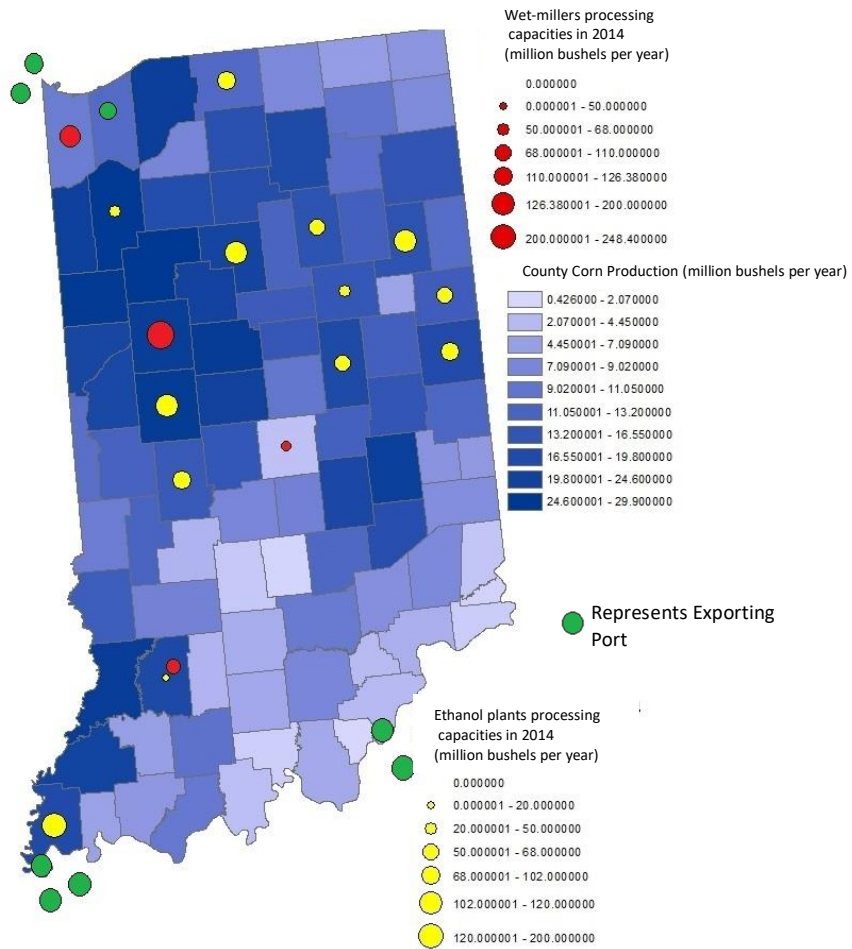 Wet-millers processing
capacities in 2014
(million bushels per year)
0.000000
0.000001 - 50.000000
50.000001 - 68.000000
68.000001 - 110.000000
110.000001 - 126.380000
126.380001 - 200.000000
200.000001 - 248.400000
County Corn Production (million bushels per year)
0.426000 - 2.070000
2.070001 - 4.450000
4.450001 - 7.090000
7.090001 - 9.020000
9.020001 - 11.050000
11.050001 - 13.200000
13.200001 - 16.550000
16.550001 - 19.800000
19.800001 - 24.600000
24.600001 - 29.900000
Represents Exporting
Port
Ethanol plants processing
capacities in 2014
(million bushels per year)
0.000000
0.000001 - 20.000000
20.000001 - 50.000000
50.000001 - 68.000000
68.000001 - 102.000000
102.000001 - 120.000000
120.000001 - 200.000000